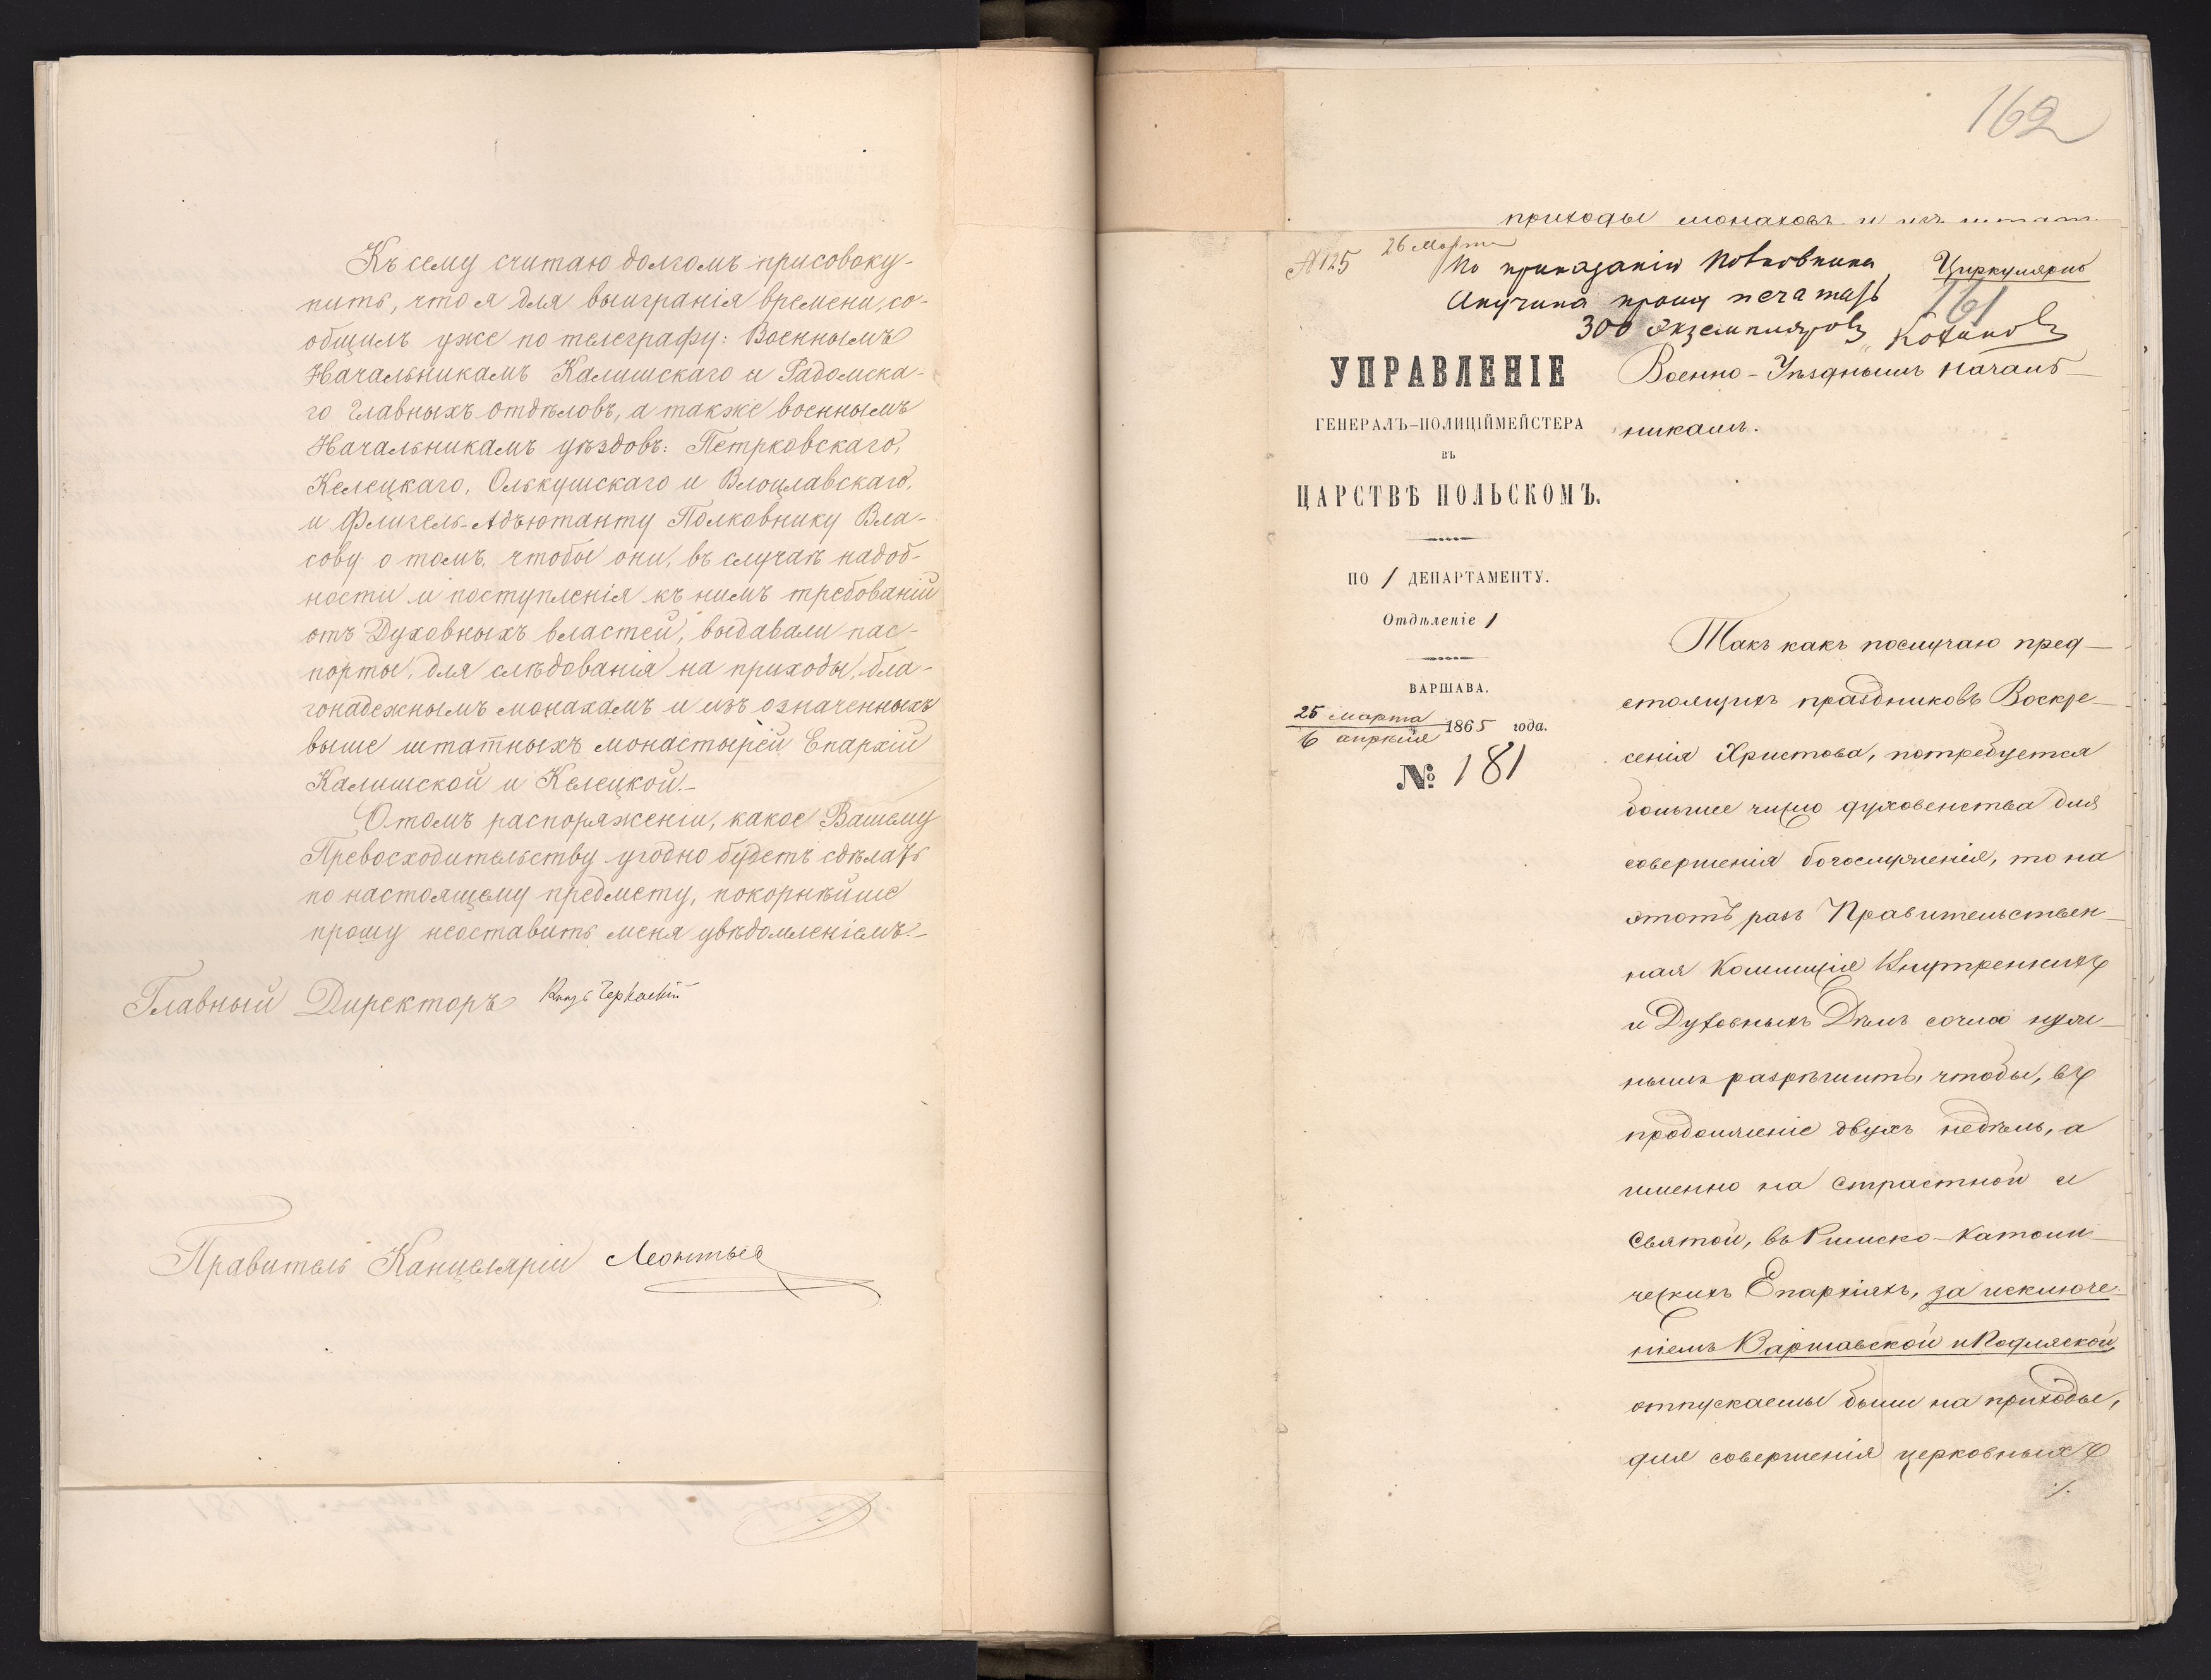 Къ сему считаю долгомъ присовоку-
пить, что я для выигранія времени, со-
общилъ уже по телеграфу: Военнымъ
Начальникамъ Калишскаго и Радомска-
го Главныхъ отдѣловъ, а также военнымъ
Начальникамъ уѣздовъ: Петрковскаго,
Келецкаго, Олькушскаго и Влоцлавскаго,
и Флигель-Адъютанту Полковнику Вла-
сову о томъ, чтобы они, въ случаѣ надоб-
ности и поступленія къ нимъ требованій
отъ Духовныхъ властей, выдавали пас-
порты, для слѣдованія на приходы, бла-
гонадежнымъ монахамъ и изъ означенныхъ
выше штатныхъ монастырей Епархій
Калишской и Келецкой.-
О томъ распоряженіи, какое Вашему
Превосходительству угодно будетъ сдѣлать
по настоящему предмету, покорнѣйше
прошу неоставить меня увѣдомленіемъ.-
Главный Директоръ Князь Черкаскій
Правитель Канцеляріи Леонтьев
162
приходы монаховъ и изъ штат
№125 26 Марта
По приказанію Полковника
Анучина прошу печатать
300 экземпляровъ
Циркулярно
161
УПРАВЛЕНІЕ
ГЕНЕРАЛЪ-ПОЛИЦІЙМЕЙСТЕРА
ВЪ
ЦАРСТВѢ ПОЛЬСКОМЪ.
ПО 1 ДЕПАРТАМЕНТУ.
Отдѣленіе 1
ВАРШАВА.
25 марта
6 апрѣля 1865 года.
№ 181
Военно-Уѣзднымъ Началь-
никамъ.
Такъ какъ послучаю пред-
стоящихъ праздниковъ Воскре-
сенія Христова, потребуется
большее число духовенства для
совершенія богослуженія, то на
этотъ разъ Правительствен-
ная Коммиссія Внутреннихъ
и Духовныхъ Дѣлъ сочла нуж-
нымъ разрѣшить, чтобы, въ
продолженіе двухъ недѣль, а
именно на Страстной и
Святой, въ Римско-Католи-
ческихъ Епархіяхъ, за исключе-
ніемъ Варшавской и Подляской,
отпускаемы были на приходы,
для совершенія церковныхъ
./.